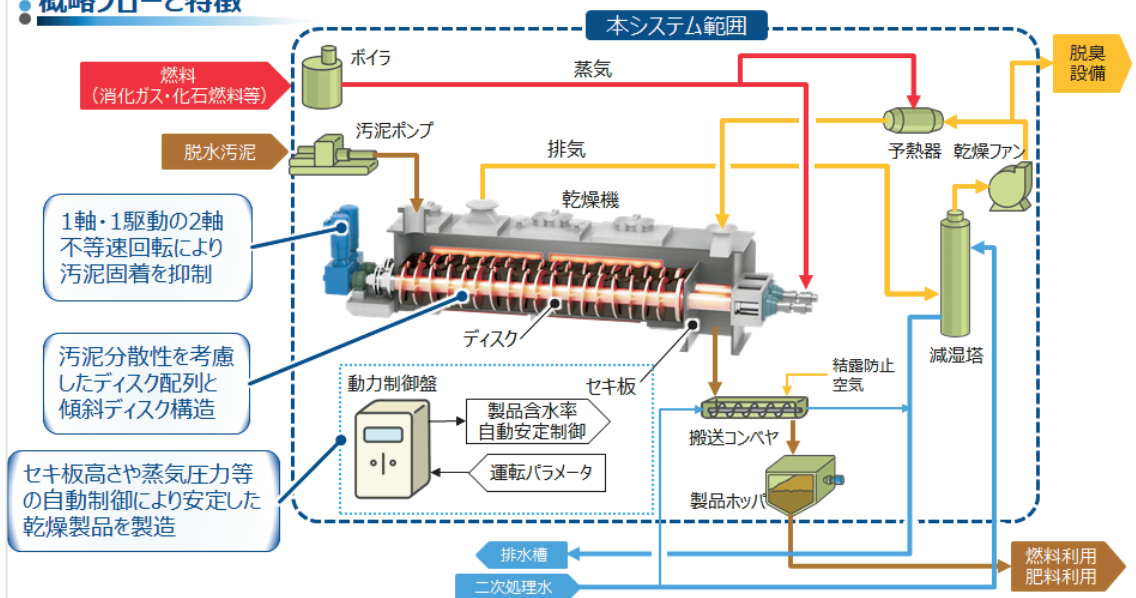 概略フローと特徴
本システム範囲
ボイラ
燃料
(消化ガス・化石燃料等)
蒸気
脱臭
設備
汚泥ポンプ
脱水汚泥
排気
予熱器
乾燥ファン
乾燥機
1軸・1駆動の2軸
不等速回転により
汚泥固着を抑制
ディスク
減湿塔
汚泥分散性を考慮
したディスク配列と
傾斜ディスク構造
セキ板
動力制御盤
結露防止
空気
製品含水率
自動安定制御
搬送コンベヤ
運転パラメータ
セキ板高さや蒸気圧力等
の自動制御により安定した
乾燥製品を製造
製品ホッパ
排水槽
二次処理水
燃料利用
肥料利用